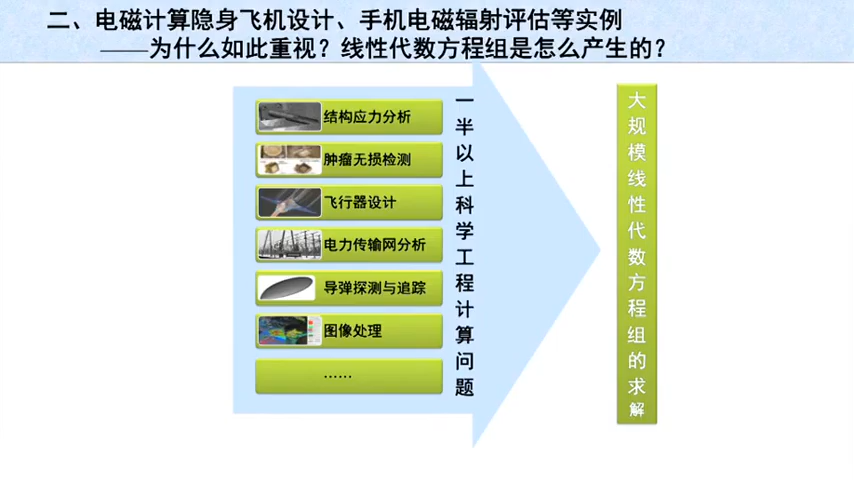 二、电磁计算隐身飞机设计、手机电磁辐射评估等实例
——为什么如此重视？线性代数方程组是怎么产生的？
结构应力分析
肿瘤无损检测
飞行器设计
电力传输网分析
导弹探测与追踪
图像处理
……
一半以上科学工程计算问题
大规模线性代数方程组的求解